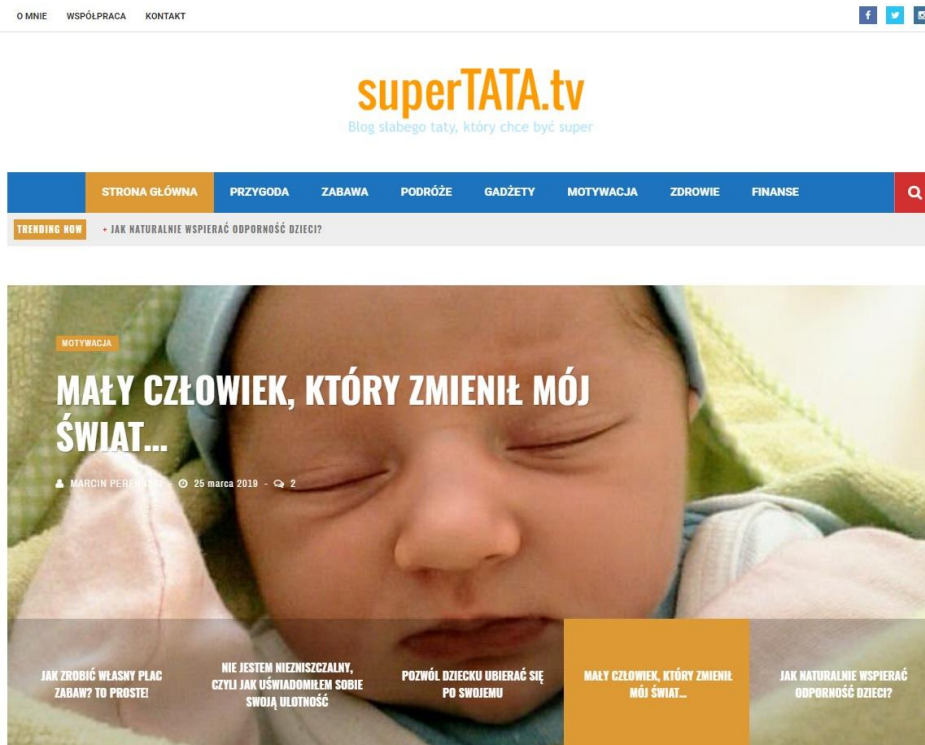 O MNIE WSPÓŁPRACA KONTAKT
superTATA.tv
Blog słabego taty, który chce być super
STRONA GŁÓWNA PRZYGODA ZABAWA PODRÓŻE GADŻETY MOTYWACJA ZDROWIE FINANSE
TRENDING NOW + JAK NATURALNIE WSPIERAĆ ODPORNOŚĆ DZIECI?
MOTYWACJA
MAŁY CZŁOWIEK, KTÓRY ZMIENIŁ MÓJ
ŚWIAT...
MARCIN - 25 marca 2019 - 2
JAK ZROBIĆ WŁASNY PLAC
ZABAW? TO PROSTE!
NIE JESTEM NIEZNISZCZALNY,
CZYLI JAK UŚWIADOMIŁEM SOBIE
SWOJĄ ULOTNOŚĆ
POZWÓL DZIECKU UBIERAĆ SIĘ
PO SWOJEMU
MAŁY CZŁOWIEK, KTÓRY ZMIENIŁ
MÓJ ŚWIAT...
JAK NATURALNIE WSPIERAĆ
ODPORNOŚĆ DZIECI?